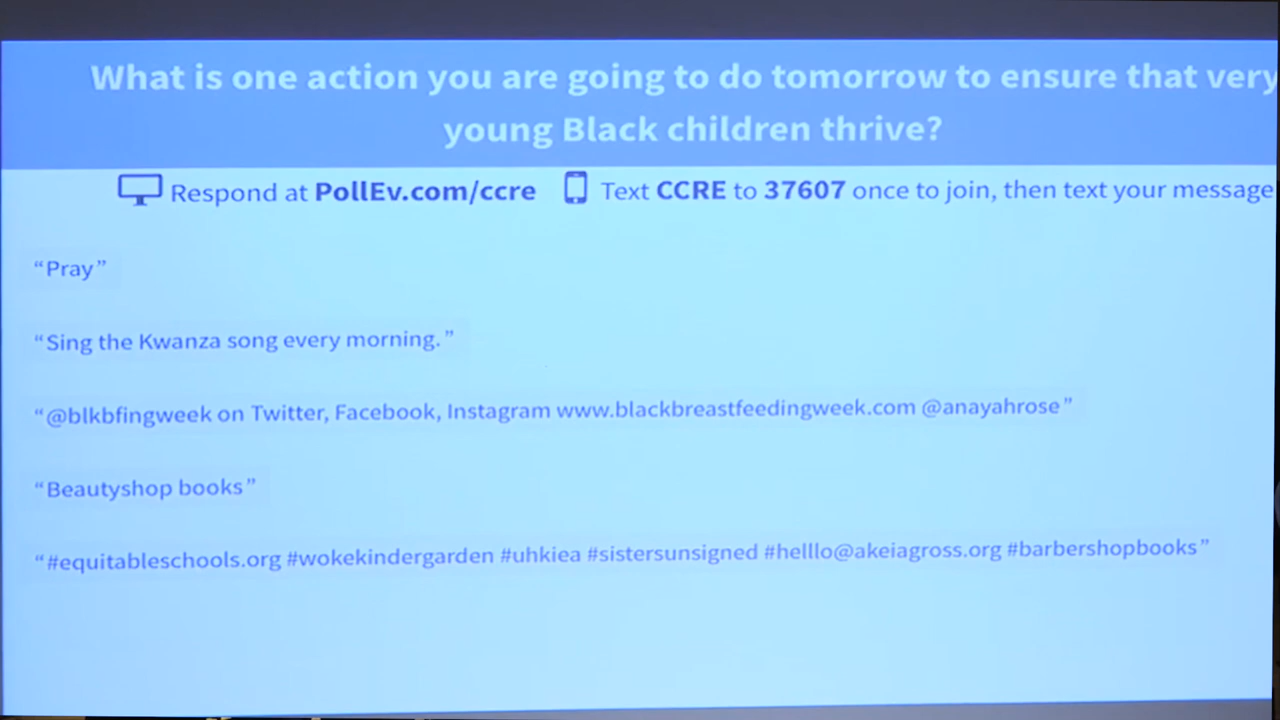 What is one action you are going to do tomorrow to ensure that very
young Black children thrive?
Respond at PollEv.com/ccre Text CCRE to 37607 once to join, then text your message
“Pray”
“Sing the Kwanza song every morning.”
“@blkbfingweek on Twitter, Facebook, Instagram www.blackbreastfeedingweek.com @anayahrose”
“Beautyshop books”
“#equitableschools.org #wokekindergarden #uhkiea #sistersunsigned #helllo@akeiagross.org #barbershopbooks”